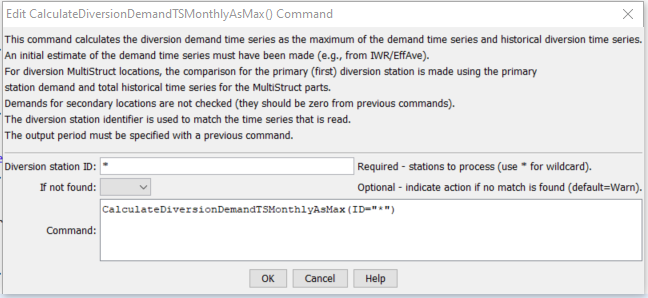 Edit CalculateDiversionDemandTSMonthlyAsMax() Command
This command calculates the diversion demand time series as the maximum of the demand time series and historical diversion time series.
An initial estimate of the demand time series must have been made (e.g., from IWR/EffAve).
For diversion MultiStruct locations, the comparison for the primary (first) diversion station is made using the primary
station demand and total historical time series for the MultiStruct parts.
Demands for secondary locations are not checked (they should be zero from previous commands).
The diversion station identifier is used to match the time series that is read.
The output period must be specified with a previous command.
Diversion station ID: * Required - stations to process (use * for wildcard).
If not found: Optional - indicate action if no match is found (default=Warn).
Command: CalculateDiversionDemandTSMonthlyAsMax(ID="*")
OK Cancel Help